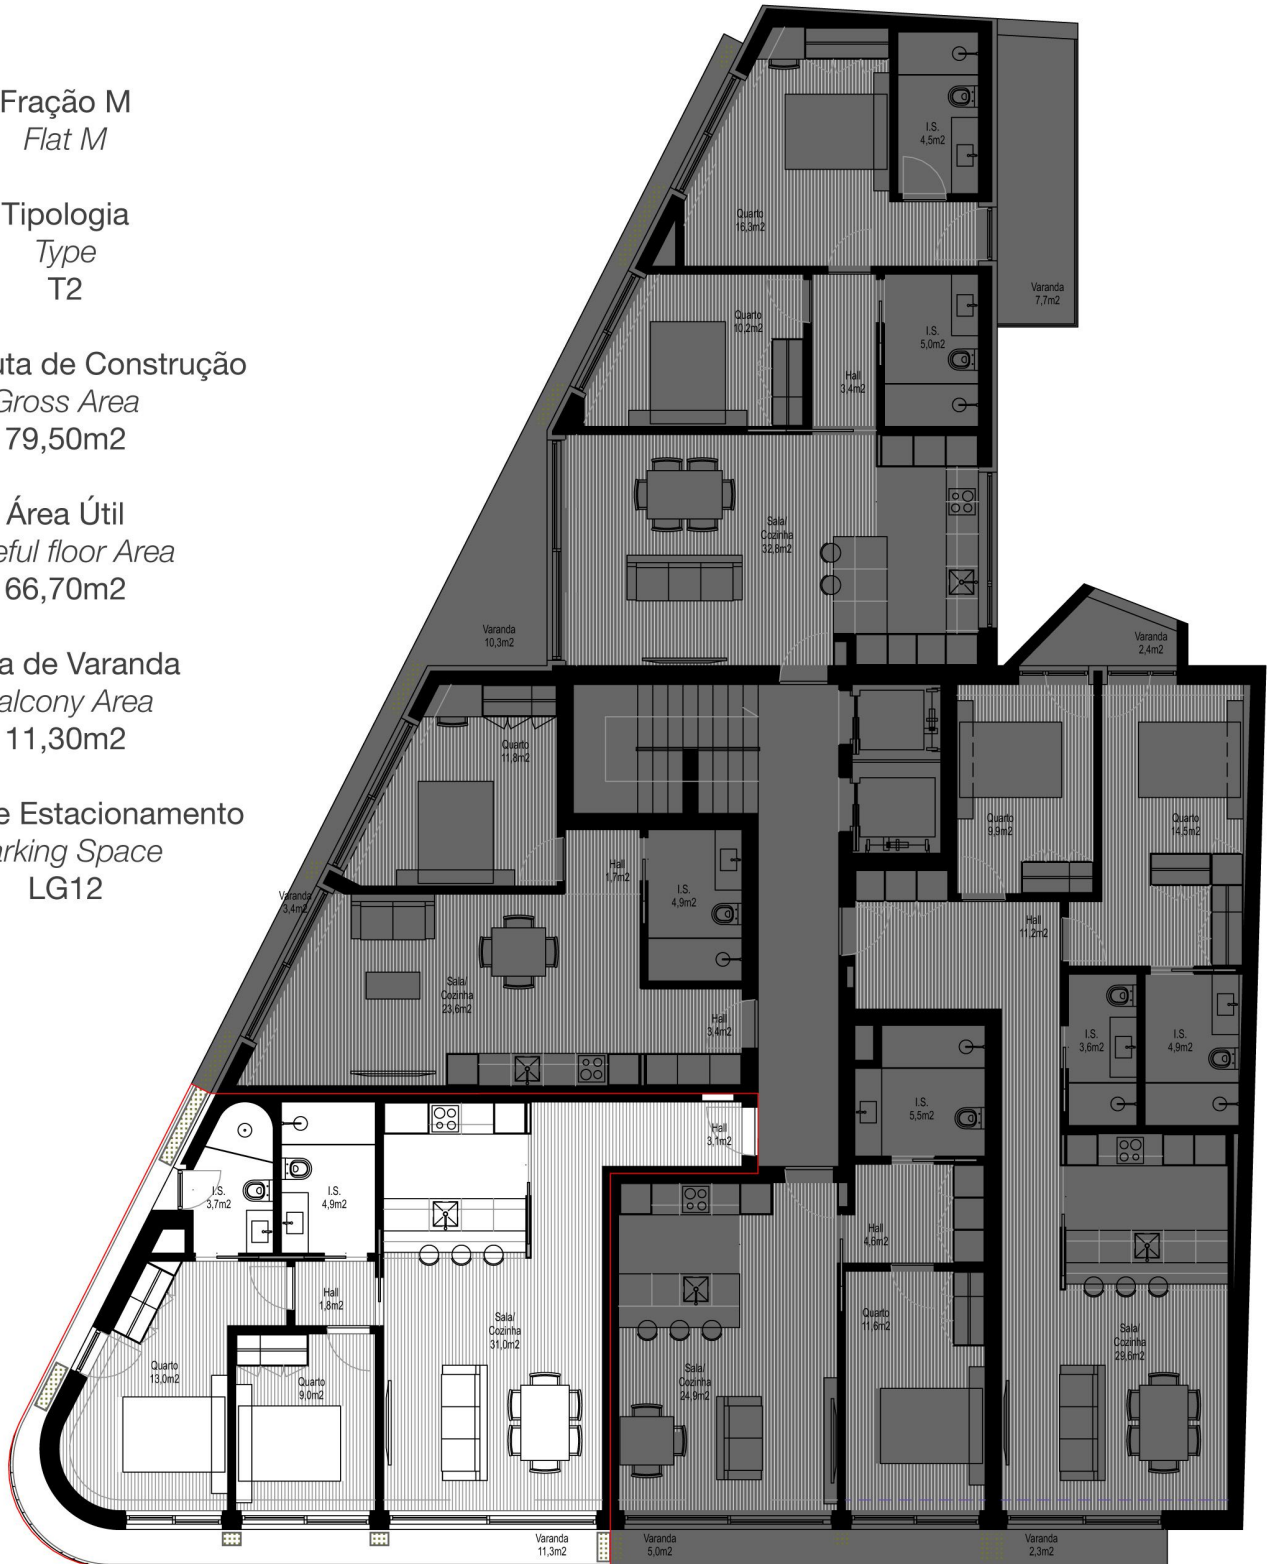 Fração M
Flat M
Tipologia
Type
T2
uta de Construção
Gross Area
79,50m2
Área Útil
eful floor Area
66,70m2
a de Varanda
alcony Area
11,30m2
e Estacionamento
arking Space
LG12
I.S.
4,5m2
Quarto
16,3m2
Varanda
7,7m2
Quarto
10,2m2
I.S.
5,0m2
Hall
3,4m2
Sala/
Cozinha
32,8m2
Varanda
10,3m2
Varanda
2,4m2
Quarto
11,8m2
Quarto
9,9m2
Quarto
14,5m2
Hall
1,7m2
I.S.
4,9m2
Varanda
3,4m2
Hall
11,2m2
Sala/
Cozinha
23,6m2
Hall
3,4m2
I.S.
3,6m2
I.S.
4,9m2
I.S.
5,5m2
Hall
3,1m2
I.S.
3,7m2
I.S.
4,9m2
Hall
4,6m2
Hall
1,8m2
Sala/
Cozinha
31,0m2
Quarto
11,6m2
Sala/
Cozinha
29,6m2
Quarto
13,0m2
Quarto
9,0m2
Sala/
Cozinha
24,9m2
Varanda
11,3m2
Varanda
5,0m2
Varanda
2,3m2